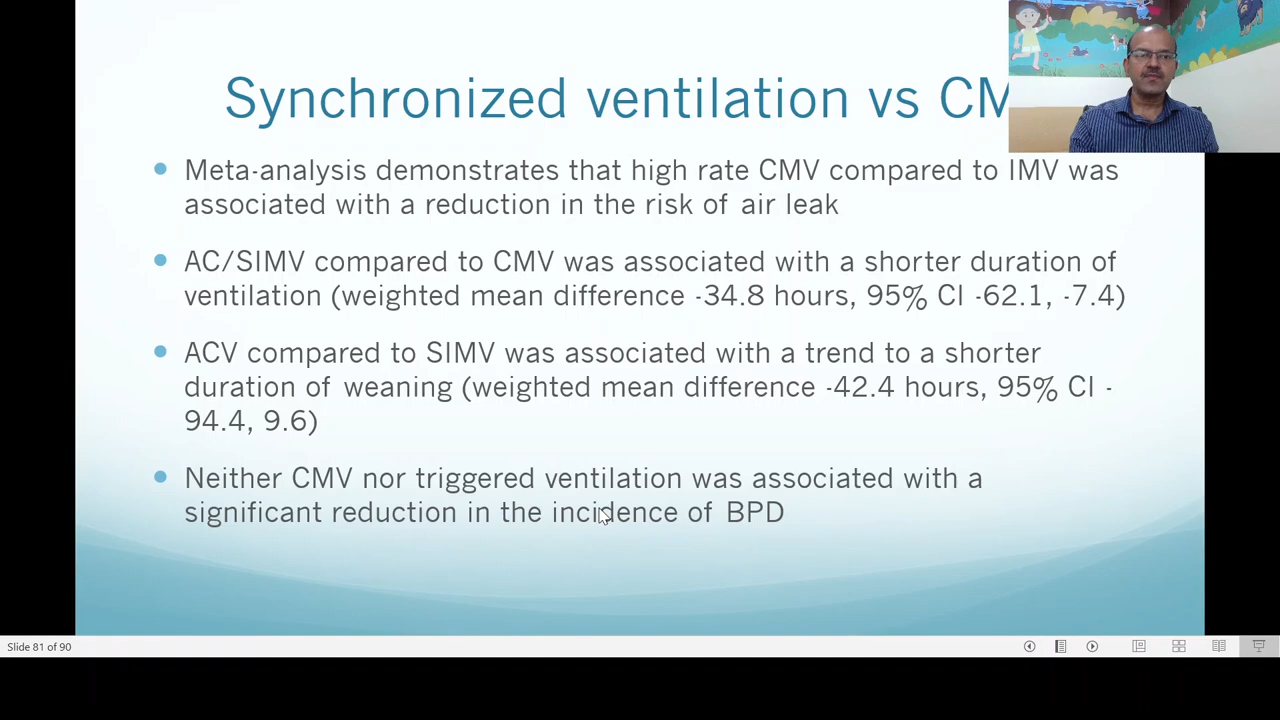 Synchronized ventilation vs
Meta-analysis demonstrates that high rate CMV compared to IMV was
associated with a reduction in the risk of air leak
AC/SIMV compared to CMV was associated with a shorter duration of
ventilation (weighted mean difference -34.8 hours, 95% CI -62.1, -7.4)
ACV compared to SIMV was associated with a trend to a shorter
duration of weaning (weighted mean difference -42.4 hours, 95% CI -
94.4, 9.6)
Neither CMV nor triggered ventilation was associated with a
significant reduction in the incidence of BPD
Slide 81 of 90